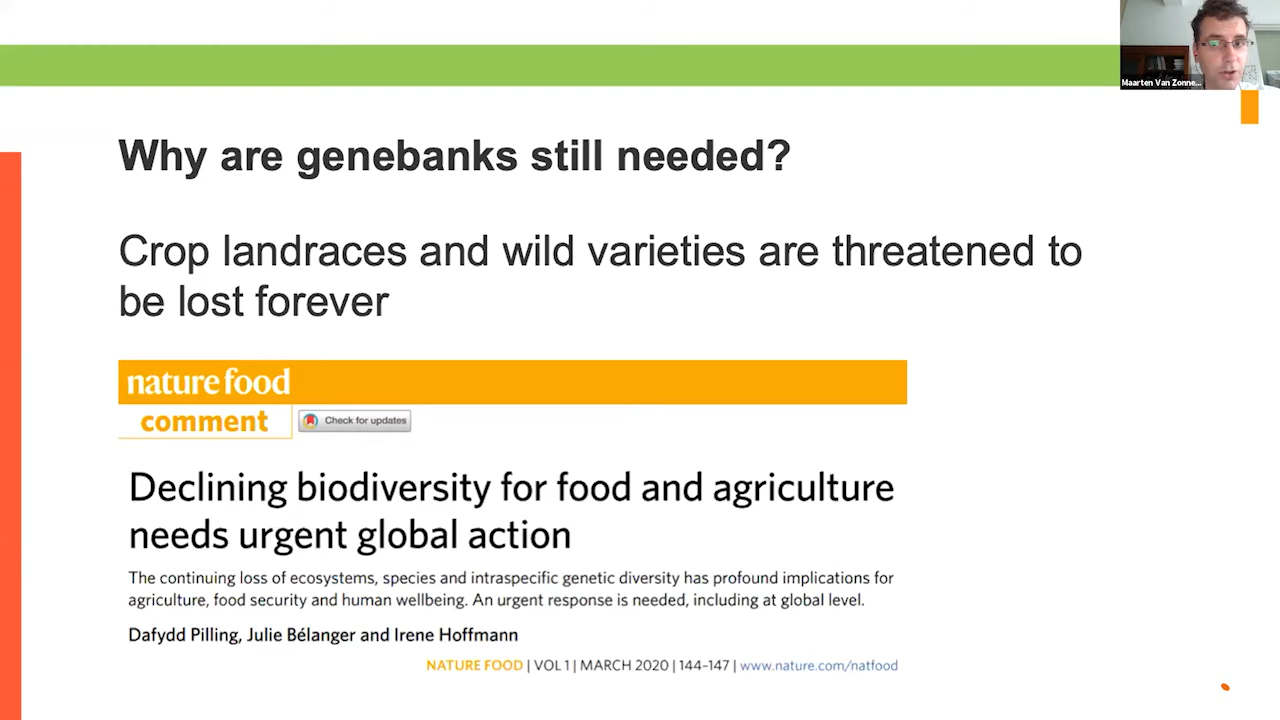 Maarten Van Zonne...
Why are genebanks still needed?
Crop landraces and wild varieties are threatened to
be lost forever
nature food
comment
Check for updates
Declining biodiversity for food and agriculture
needs urgent global action
The continuing loss of ecosystems, species and intraspecific genetic diversity has profound implications for
agriculture, food security and human wellbeing. An urgent response is needed, including at global level.
Dafydd Pilling, Julie Bélanger and Irene Hoffmann
NATURE FOOD | VOL 1 | MARCH 2020 | 144–147 | www.nature.com/natfood